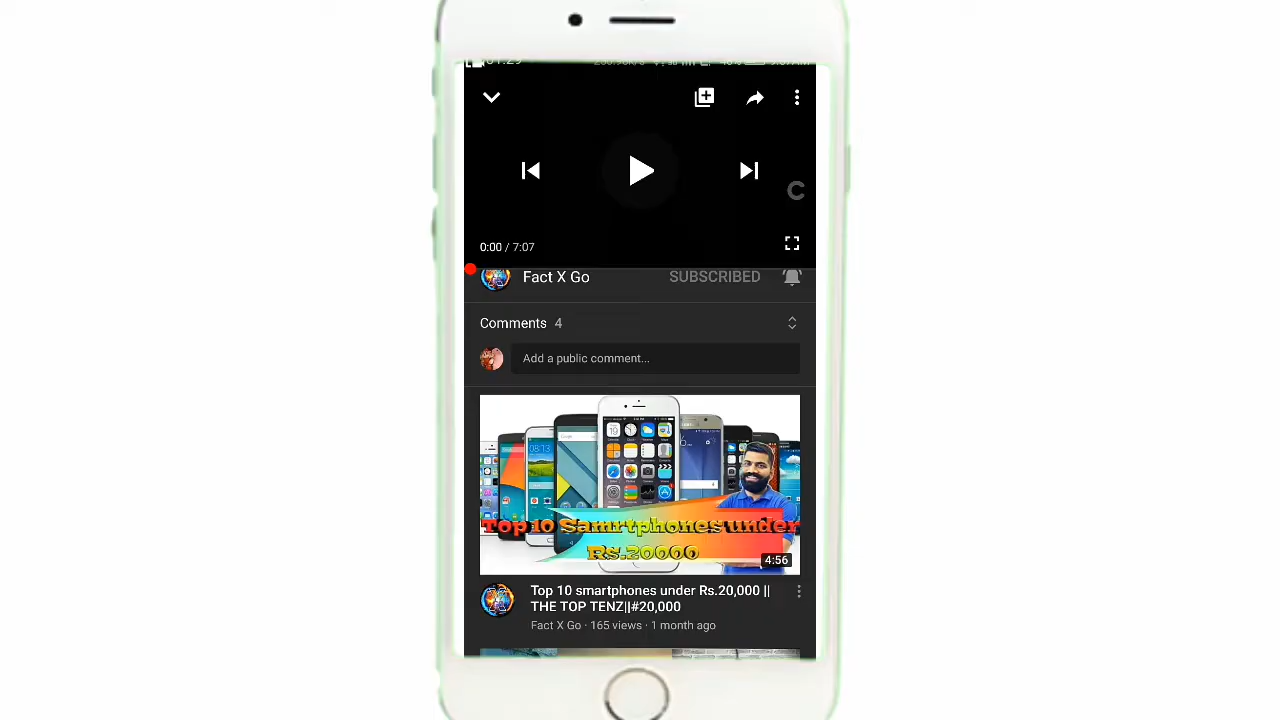 0:00 / 7:07
Fact X Go SUBSCRIBED
Comments 4
Add a public comment...
Top 10 Samrtphones under
Rs.20000
4:56
Top 10 smartphones under Rs.20,000 ||
THE TOP TENZ||#20,000
Fact X Go · 165 views · 1 month ago